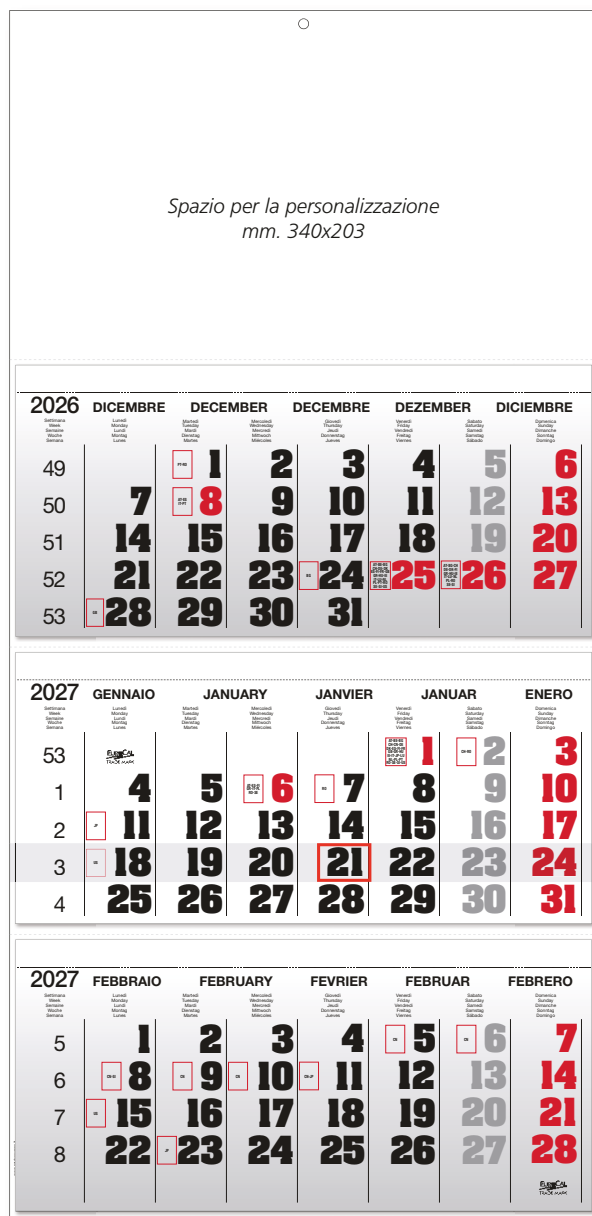 Spazio per la personalizzazione
mm. 340x203
2026 DICEMBRE DECEMBER DECEMBRE DEZEMBER DICIEMBRE
Settimana Lunedì Martedì Mercoledì Giovedì Venerdì Sabato Domenica
Week Monday Tuesday Wednesday Thursday Friday Saturday Sunday
Semaine Lundi Mardi Mercredi Jeudi Vendredi Samedi Dimanche
Woche Montag Dienstag Mittwoch Donnerstag Freitag Samstag Sonntag
Semana Lunes Martes Miércoles Jueves Viernes Sábado Domingo
49 1 2 3 4 5 6
50 7 8 9 10 11 12 13
51 14 15 16 17 18 19 20
52 21 22 23 24 25 26 27
53 28 29 30 31
2027 GENNAIO JANUARY JANVIER JANUAR ENERO
Settimana Lunedì Martedì Mercoledì Giovedì Venerdì Sabato Domenica
Week Monday Tuesday Wednesday Thursday Friday Saturday Sunday
Semaine Lundi Mardi Mercredi Jeudi Vendredi Samedi Dimanche
Woche Montag Dienstag Mittwoch Donnerstag Freitag Samstag Sonntag
Semana Lunes Martes Miércoles Jueves Viernes Sábado Domingo
53 1 2 3
TRADE MARK
1 4 5 6 7 8 9 10
2 11 12 13 14 15 16 17
3 18 19 20 21 22 23 24
4 25 26 27 28 29 30 31
2027 FEBBRAIO FEBRUARY FEVRIER FEBRUAR FEBRERO
Settimana Lunedì Martedì Mercoledì Giovedì Venerdì Sabato Domenica
Week Monday Tuesday Wednesday Thursday Friday Saturday Sunday
Semaine Lundi Mardi Mercredi Jeudi Vendredi Samedi Dimanche
Woche Montag Dienstag Mittwoch Donnerstag Freitag Samstag Sonntag
Semana Lunes Martes Miércoles Jueves Viernes Sábado Domingo
5 1 2 3 4 5 6 7
6 8 9 10 11 12 13 14
7 15 16 17 18 19 20 21
8 22 23 24 25 26 27 28
TRADE MARK